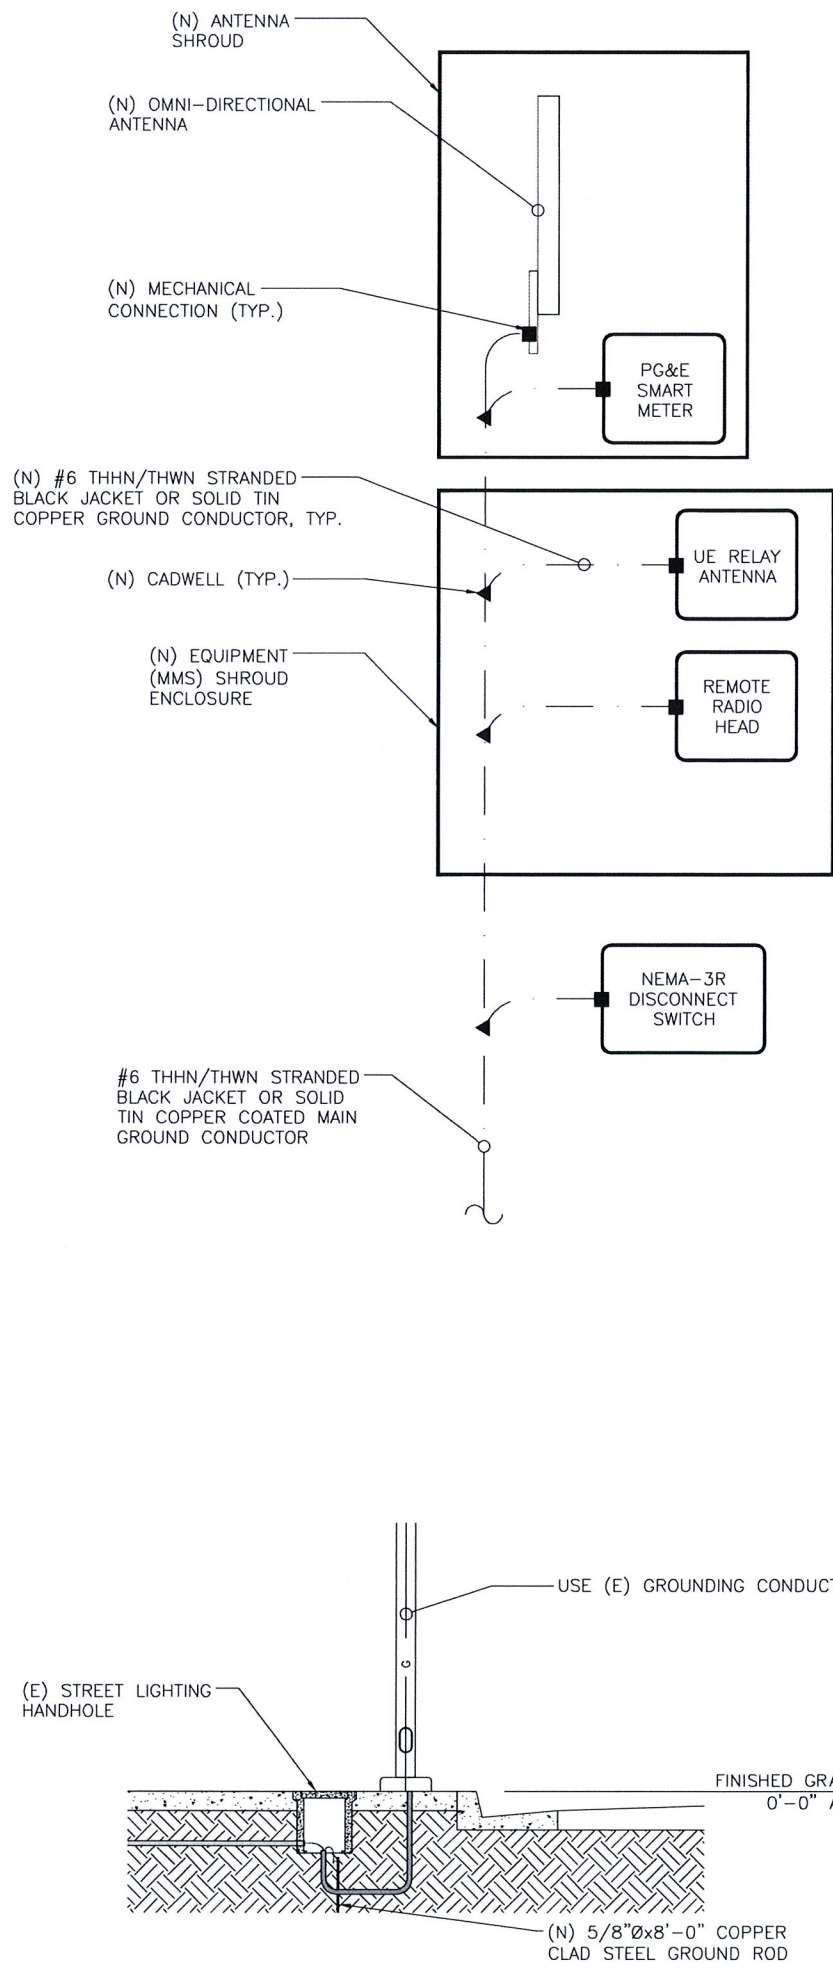 (N) ANTENNA
SHROUD
(N) OMNI-DIRECTIONAL
ANTENNA
(N) MECHANICAL
CONNECTION (TYP.)
PG&E
SMART
METER
(N) #6 THHN/THWN STRANDED
BLACK JACKET OR SOLID TIN
COPPER GROUND CONDUCTOR, TYP.
UE RELAY
ANTENNA
(N) CADWELL (TYP.)
(N) EQUIPMENT
(MMS) SHROUD
ENCLOSURE
REMOTE
RADIO
HEAD
NEMA-3R
DISCONNECT
SWITCH
#6 THHN/THWN STRANDED
BLACK JACKET OR SOLID
TIN COPPER COATED MAIN
GROUND CONDUCTOR
USE (E) GROUNDING
G
(E) STREET LIGHTING
HANDHOLE
FINISHED
0'-0"
(N) 5/8"Øx8'-0" COPPER
CLAD STEEL GROUND ROD